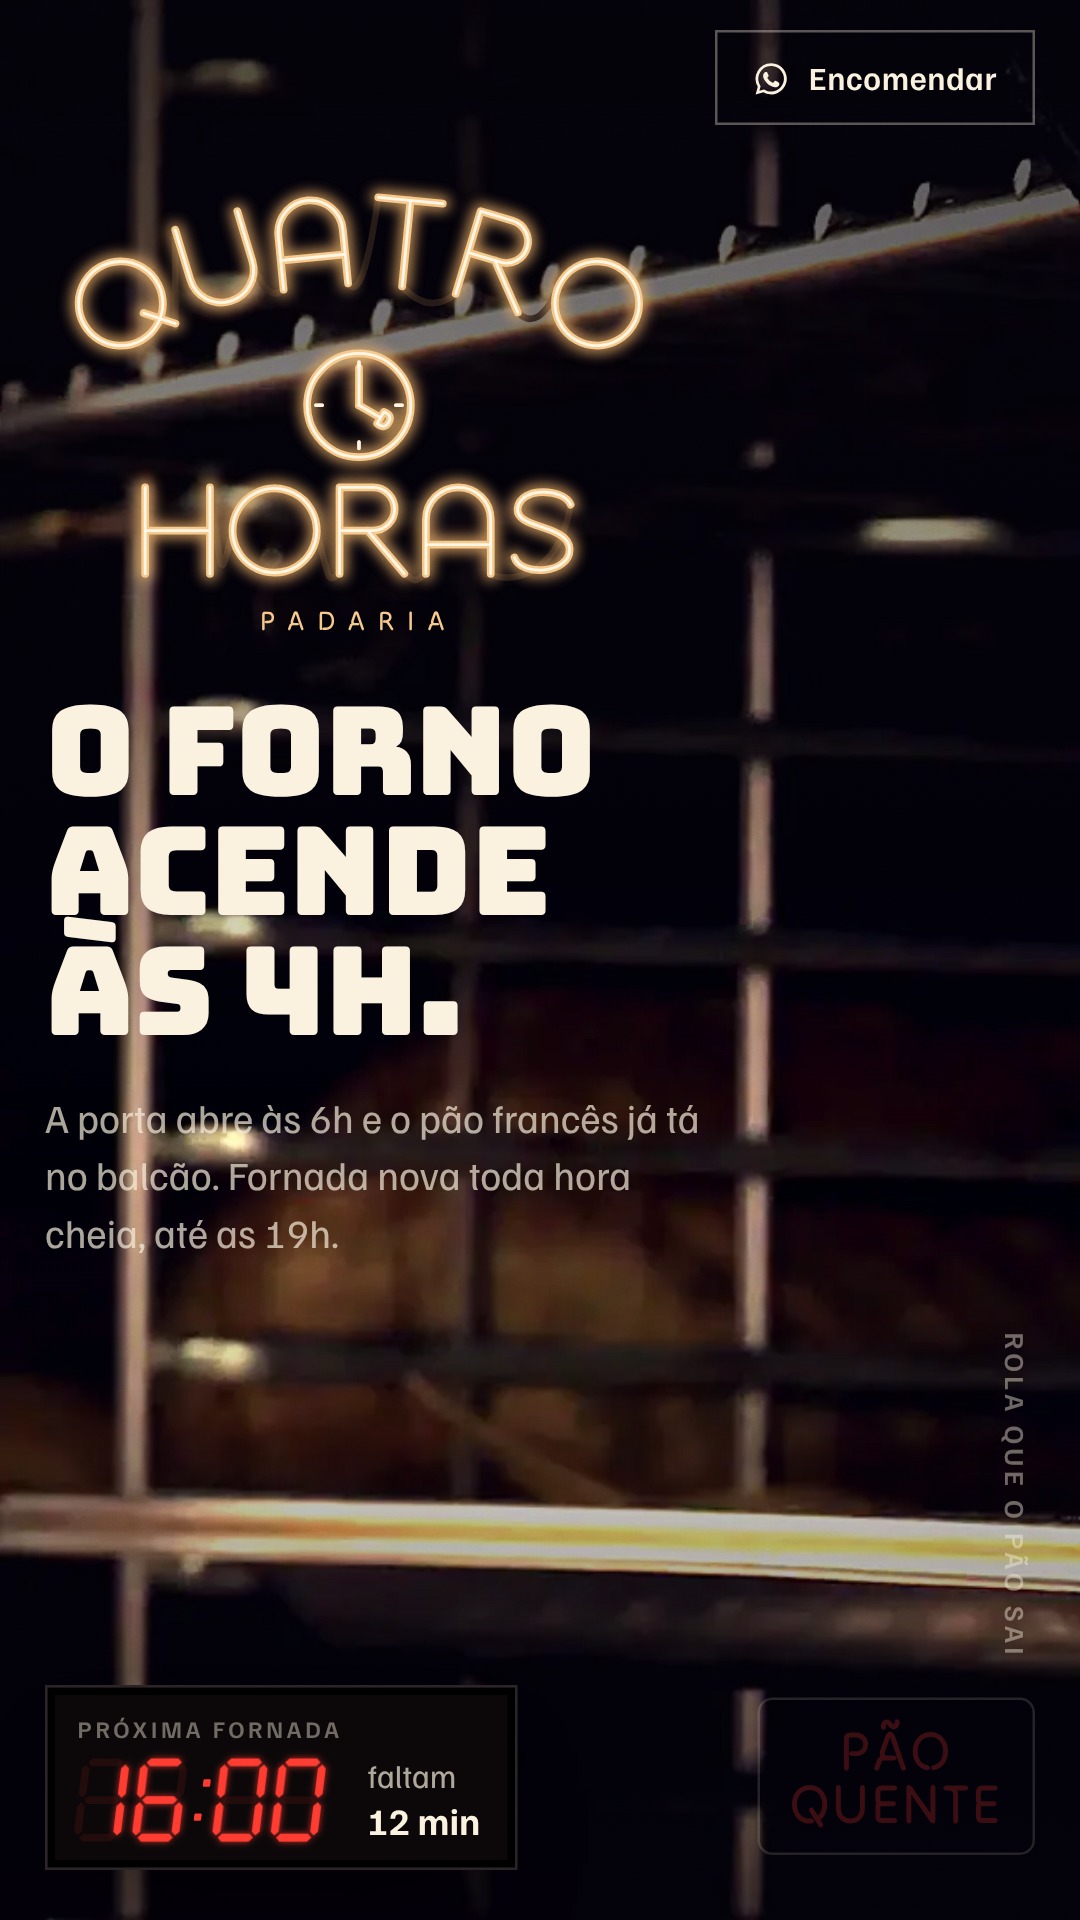 Encomendar
QUATRO
HORAS
PADARIA
O FORNO
ACENDE
ÀS 4H.
A porta abre às 6h e o pão francês já tá
no balcão. Fornada nova toda hora
cheia, até as 19h.
ROLA QUE O PÃO SAI
PRÓXIMA FORNADA
16:00
faltam
12 min
PÃO
QUENTE